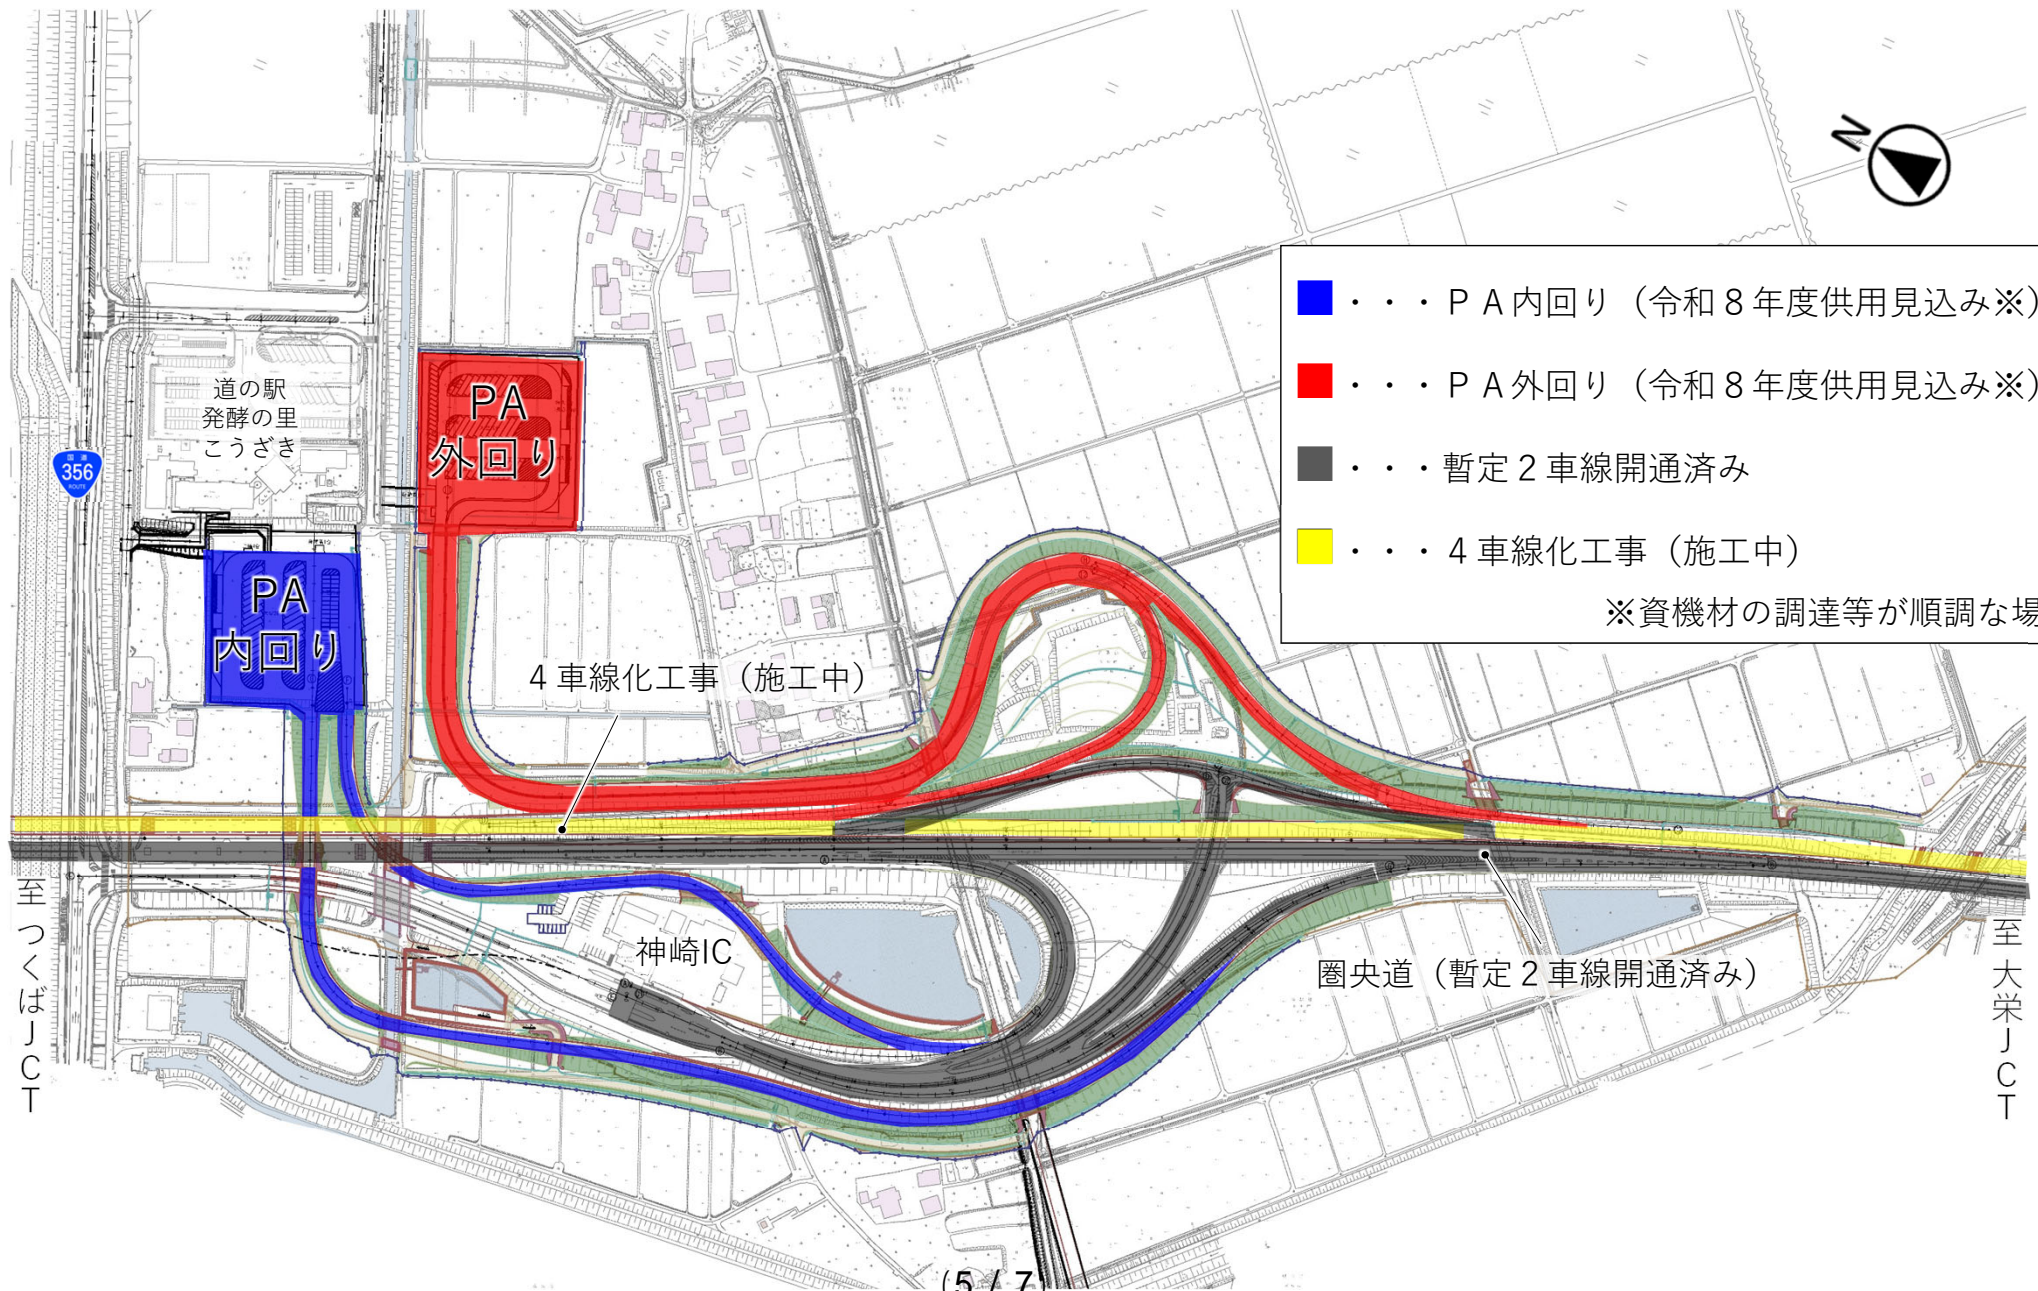 N
■・・・ＰＡ内回り（令和８年度供用見込み※）
■・・・ＰＡ外回り（令和８年度供用見込み※）
■・・・暫定２車線開通済み
■・・・４車線化工事（施工中）
※資機材の調達等が順調な場
道の駅
発酵の里
こうざき
国道
356
ROUTE
PA
外回り
PA
内回り
４車線化工事（施工中）
神崎IC
圏央道（暫定２車線開通済み）
至つくばＪＣＴ
至大栄ＪＣＴ
(5 / 7)